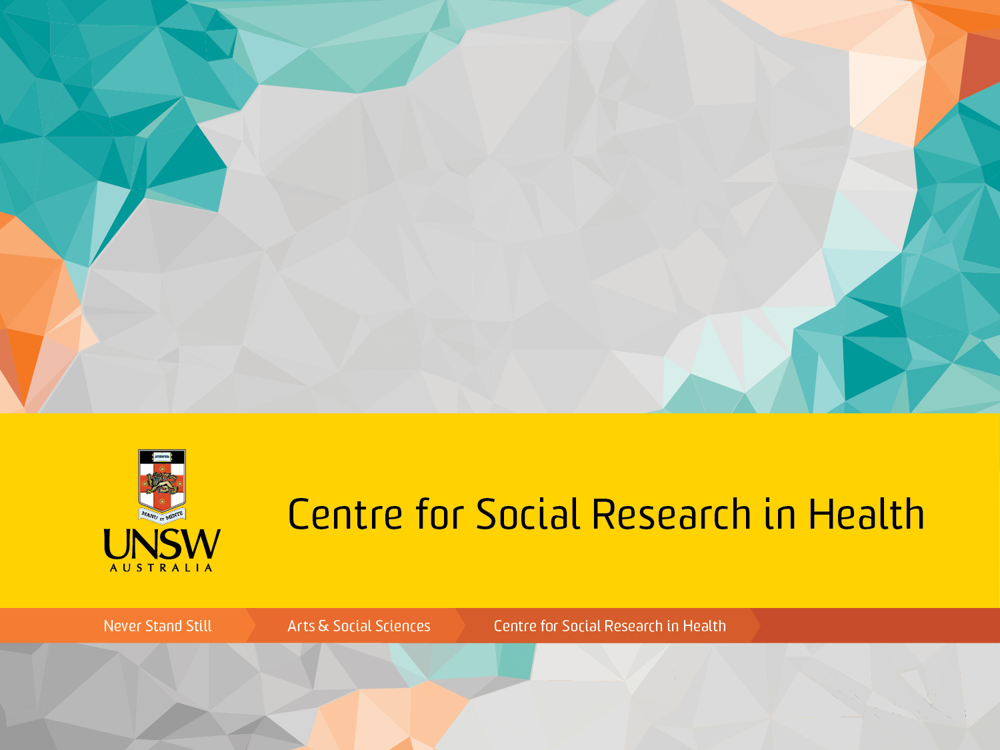 SCIENTIA
MANU ET MENTE
UNSW
AUSTRALIA
Centre for Social Research in Health
Never Stand Still
Arts & Social Sciences
Centre for Social Research in Health